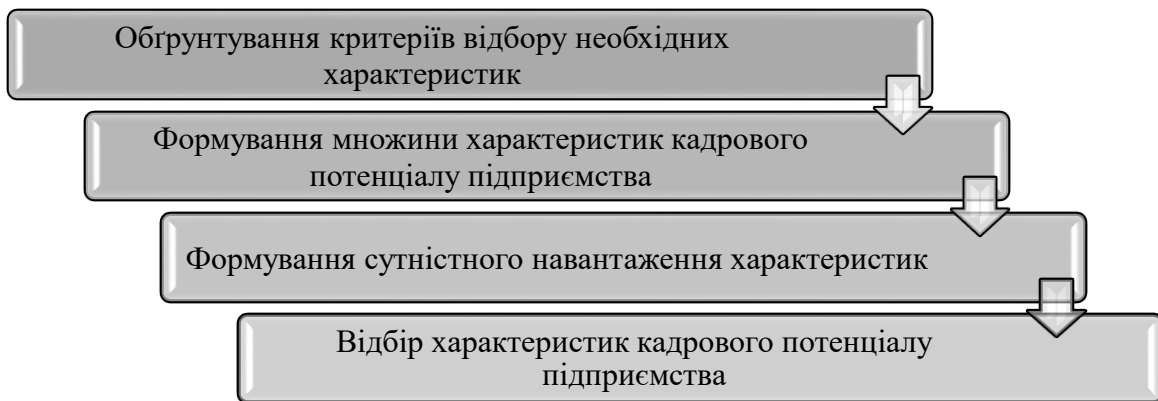 Обґрунтування критеріїв відбору необхідних
характеристик
Формування множини характеристик кадрового
потенціалу підприємства
Формування сутністного навантаження характеристик
Відбір характеристик кадрового потенціалу
підприємства